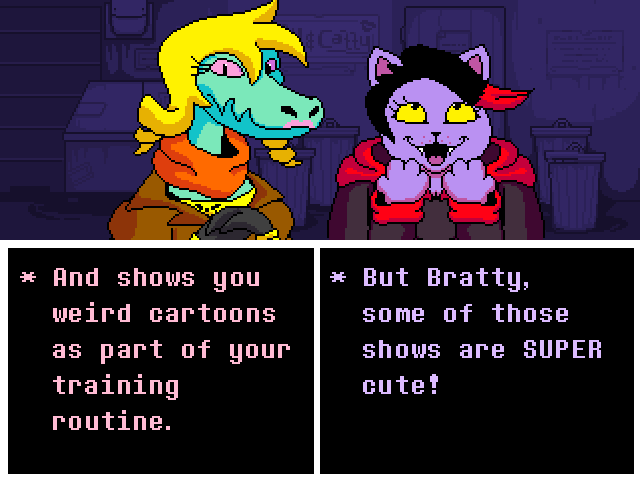 & Catty
* And shows you
weird cartoons
as part of your
training
routine.
* But Bratty,
some of those
shows are SUPER
cute!